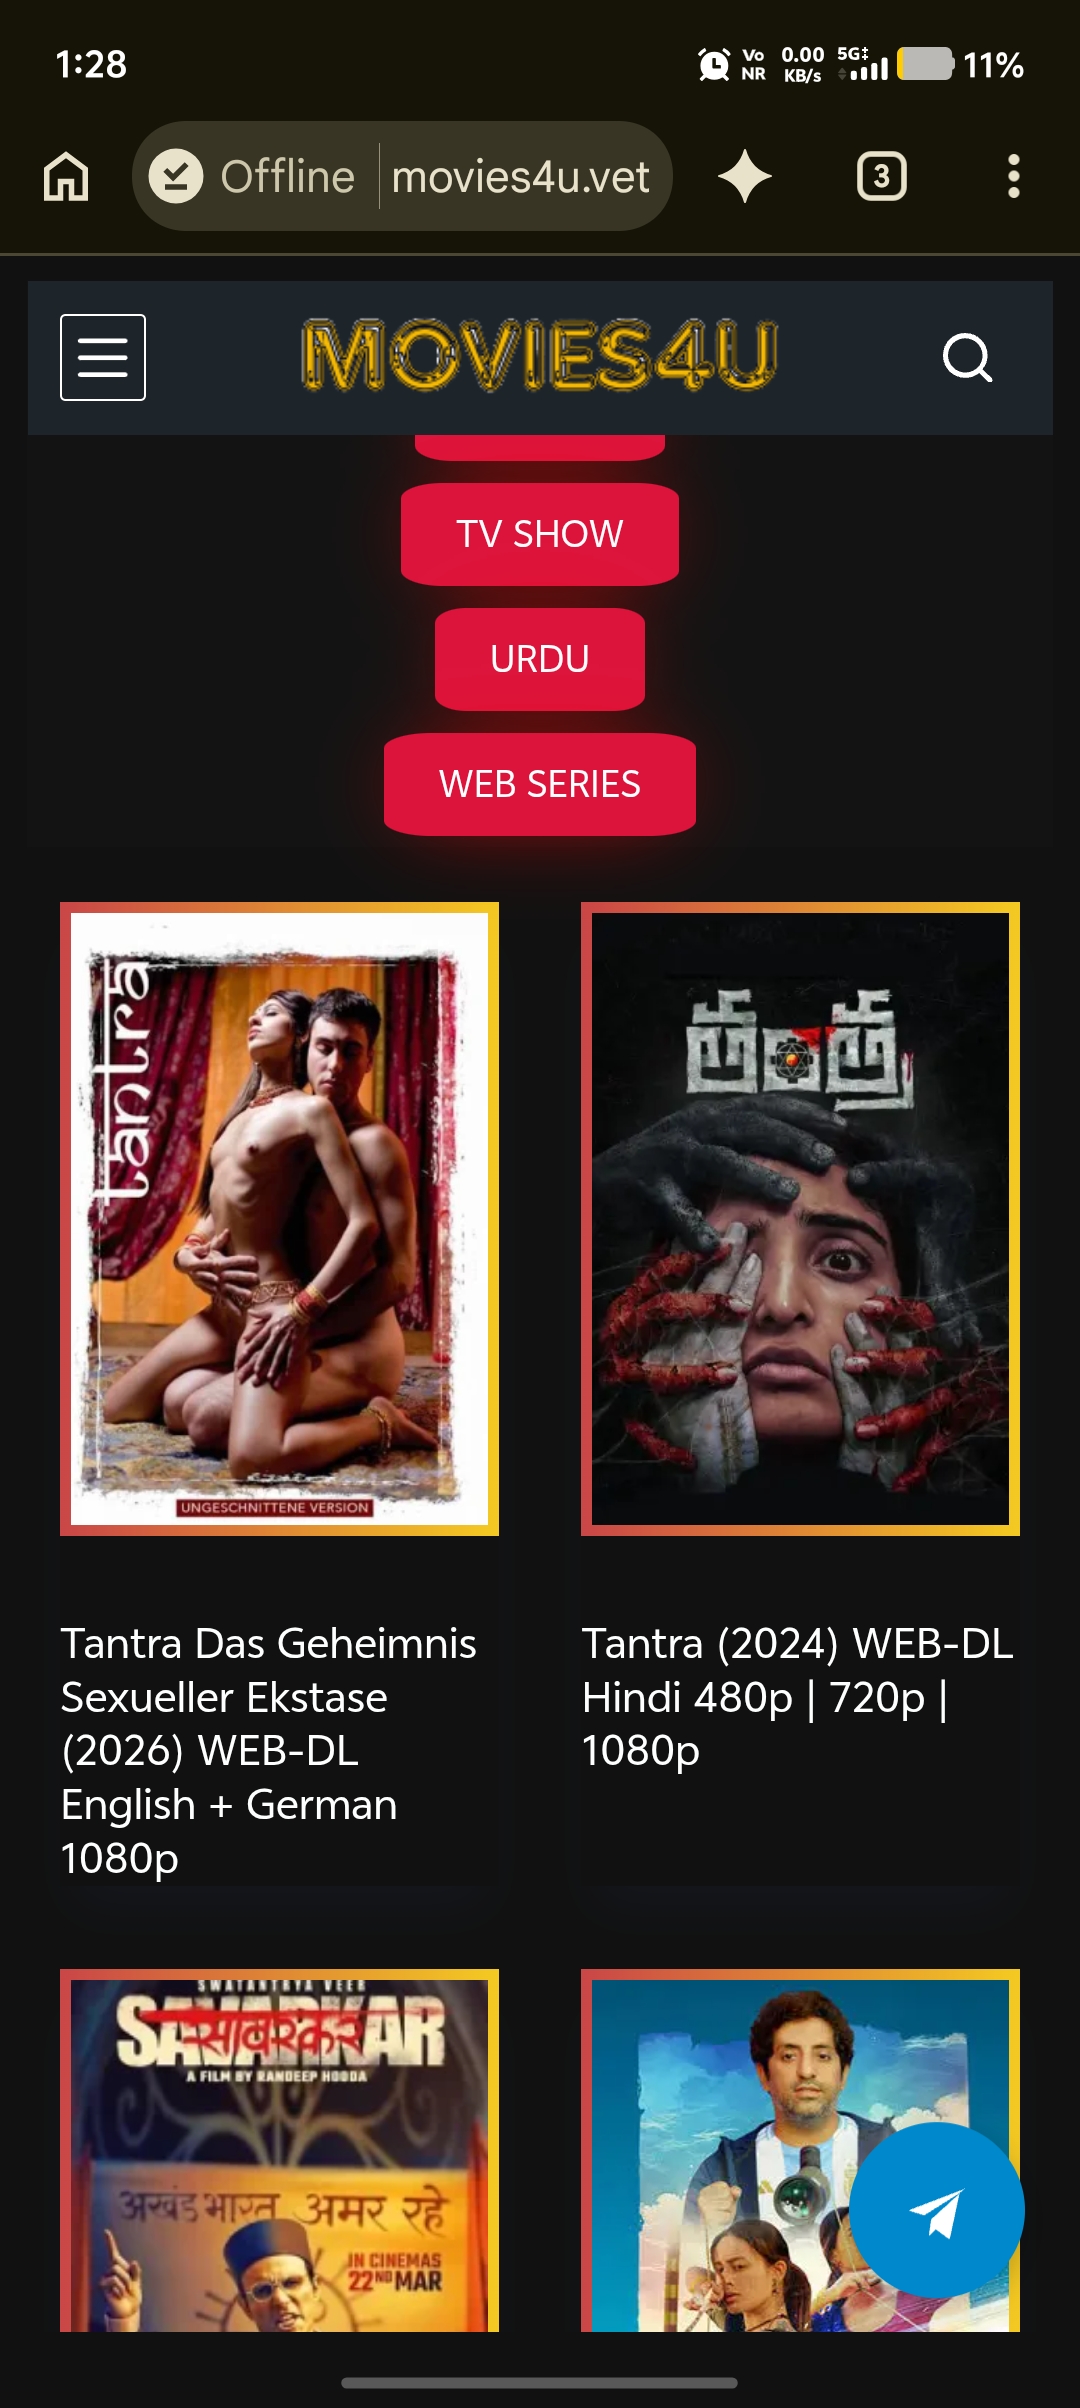 1:28
Vo
NR
0.00
KB/s
5G
11%
Offline
movies4u.vet
3
MOVIES4U
TV SHOW
URDU
WEB SERIES
tantra
UNGESCHNITTENE VERSION
తంత్ర
Tantra Das Geheimnis
Sexueller Ekstase
(2026) WEB-DL
English + German
1080p
Tantra (2024) WEB-DL
Hindi 480p | 720p |
1080p
SWATANTRYA VEER
SAVARKAR
सावरकर
A FILM BY RANDEEP HOODA
अखंड भारत अमर रहे
IN CINEMAS
22ND MAR